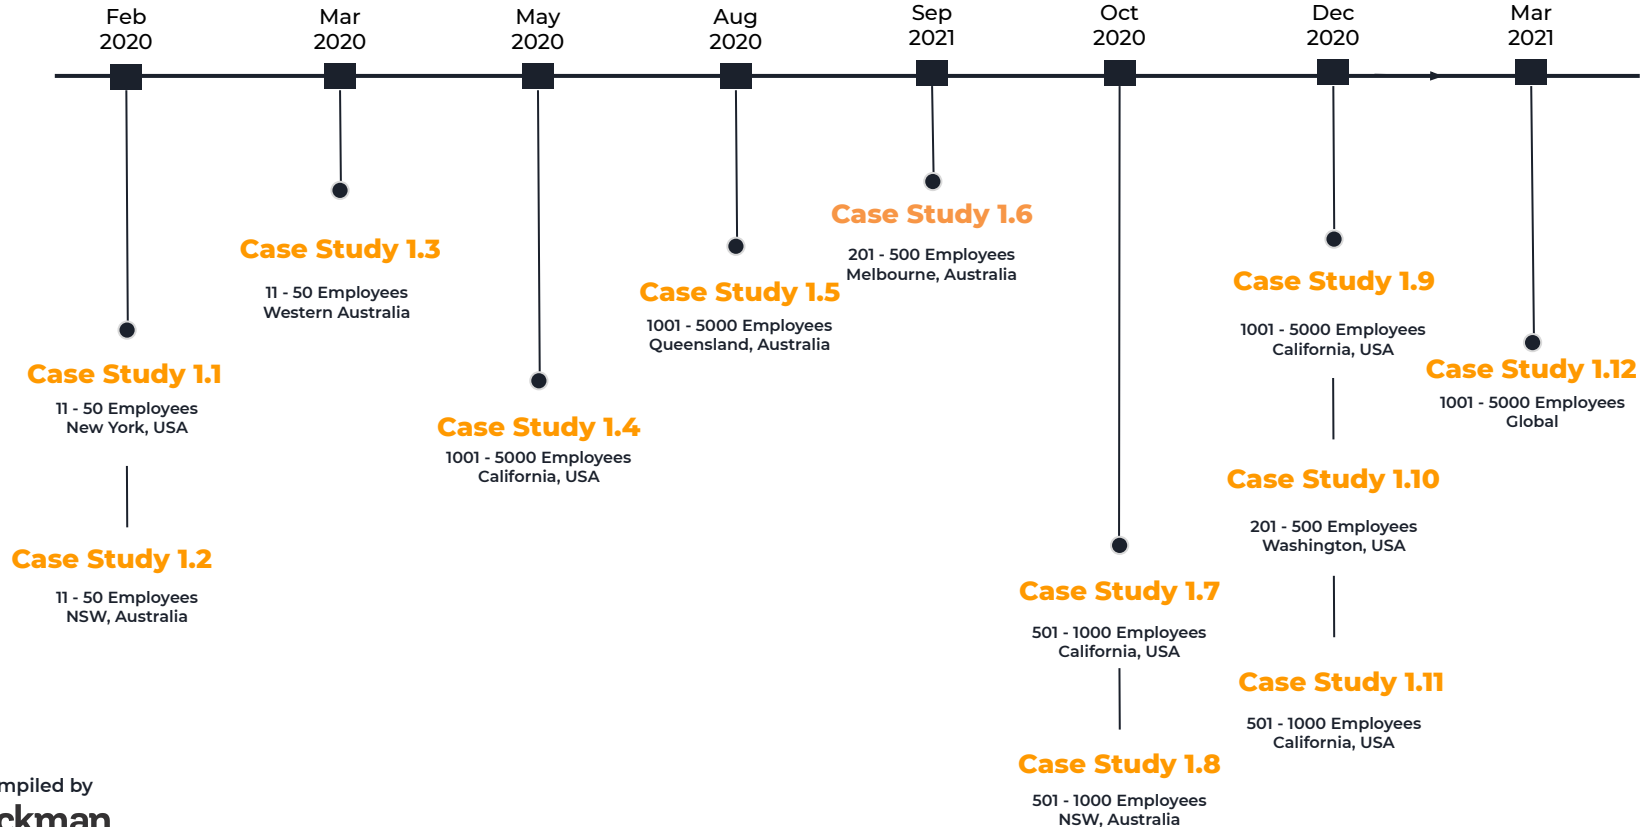 Feb
2020
Mar
2020
May
2020
Aug
2020
Sep
2021
Oct
2020
Dec
2020
Mar
2021
Case Study 1.1
11 - 50 Employees
New York, USA
Case Study 1.2
11 - 50 Employees
NSW, Australia
Case Study 1.3
11 - 50 Employees
Western Australia
Case Study 1.4
1001 - 5000 Employees
California, USA
Case Study 1.5
1001 - 5000 Employees
Queensland, Australia
Case Study 1.6
201 - 500 Employees
Melbourne, Australia
Case Study 1.7
501 - 1000 Employees
California, USA
Case Study 1.8
501 - 1000 Employees
NSW, Australia
Case Study 1.9
1001 - 5000 Employees
California, USA
Case Study 1.10
201 - 500 Employees
Washington, USA
Case Study 1.11
501 - 1000 Employees
California, USA
Case Study 1.12
1001 - 5000 Employees
Global
mpiled by
ckman